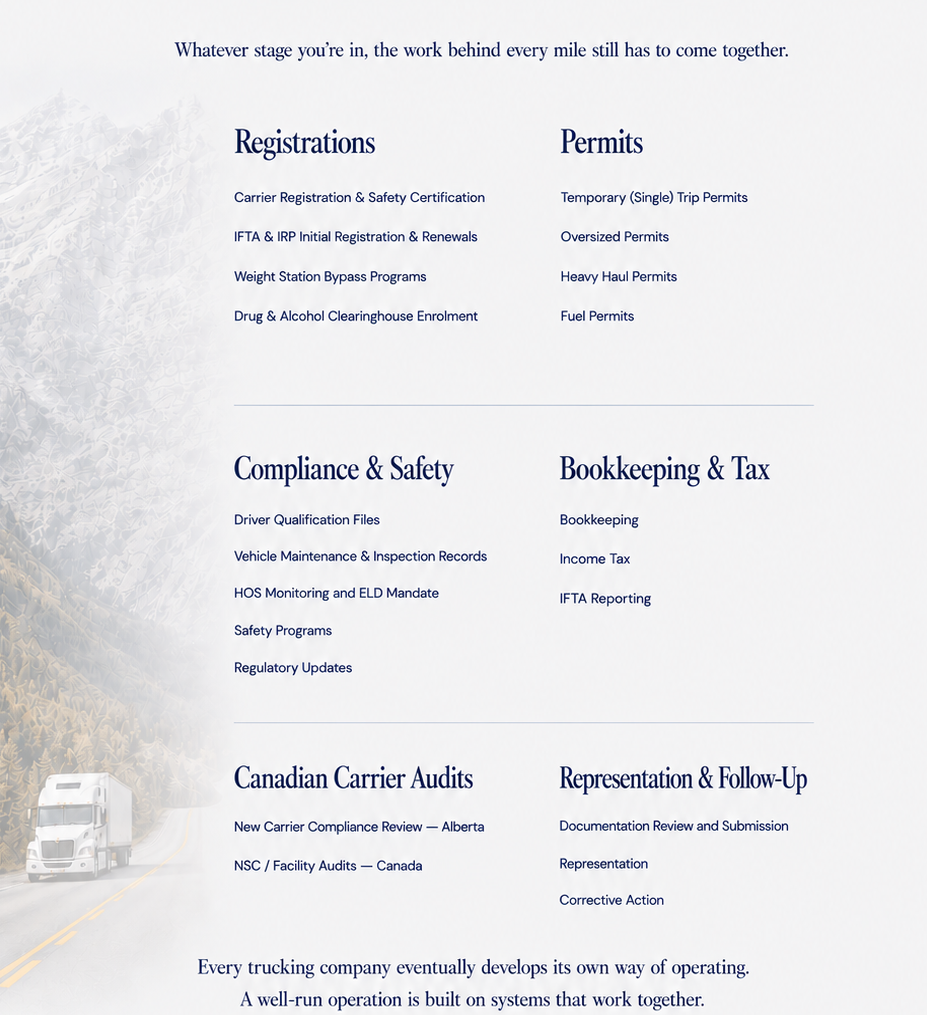 Whatever stage you’re in, the work behind every mile still has to come together.
Registrations
Carrier Registration & Safety Certification
IFTA & IRP Initial Registration & Renewals
Weight Station Bypass Programs
Drug & Alcohol Clearinghouse Enrolment
Permits
Temporary (Single) Trip Permits
Oversized Permits
Heavy Haul Permits
Fuel Permits
Compliance & Safety
Driver Qualification Files
Vehicle Maintenance & Inspection Records
HOS Monitoring and ELD Mandate
Safety Programs
Regulatory Updates
Bookkeeping & Tax
Bookkeeping
Income Tax
IFTA Reporting
Canadian Carrier Audits
New Carrier Compliance Review — Alberta
NSC / Facility Audits — Canada
Representation & Follow-Up
Documentation Review and Submission
Representation
Corrective Action
Every trucking company eventually develops its own way of operating.
A well-run operation is built on systems that work together.